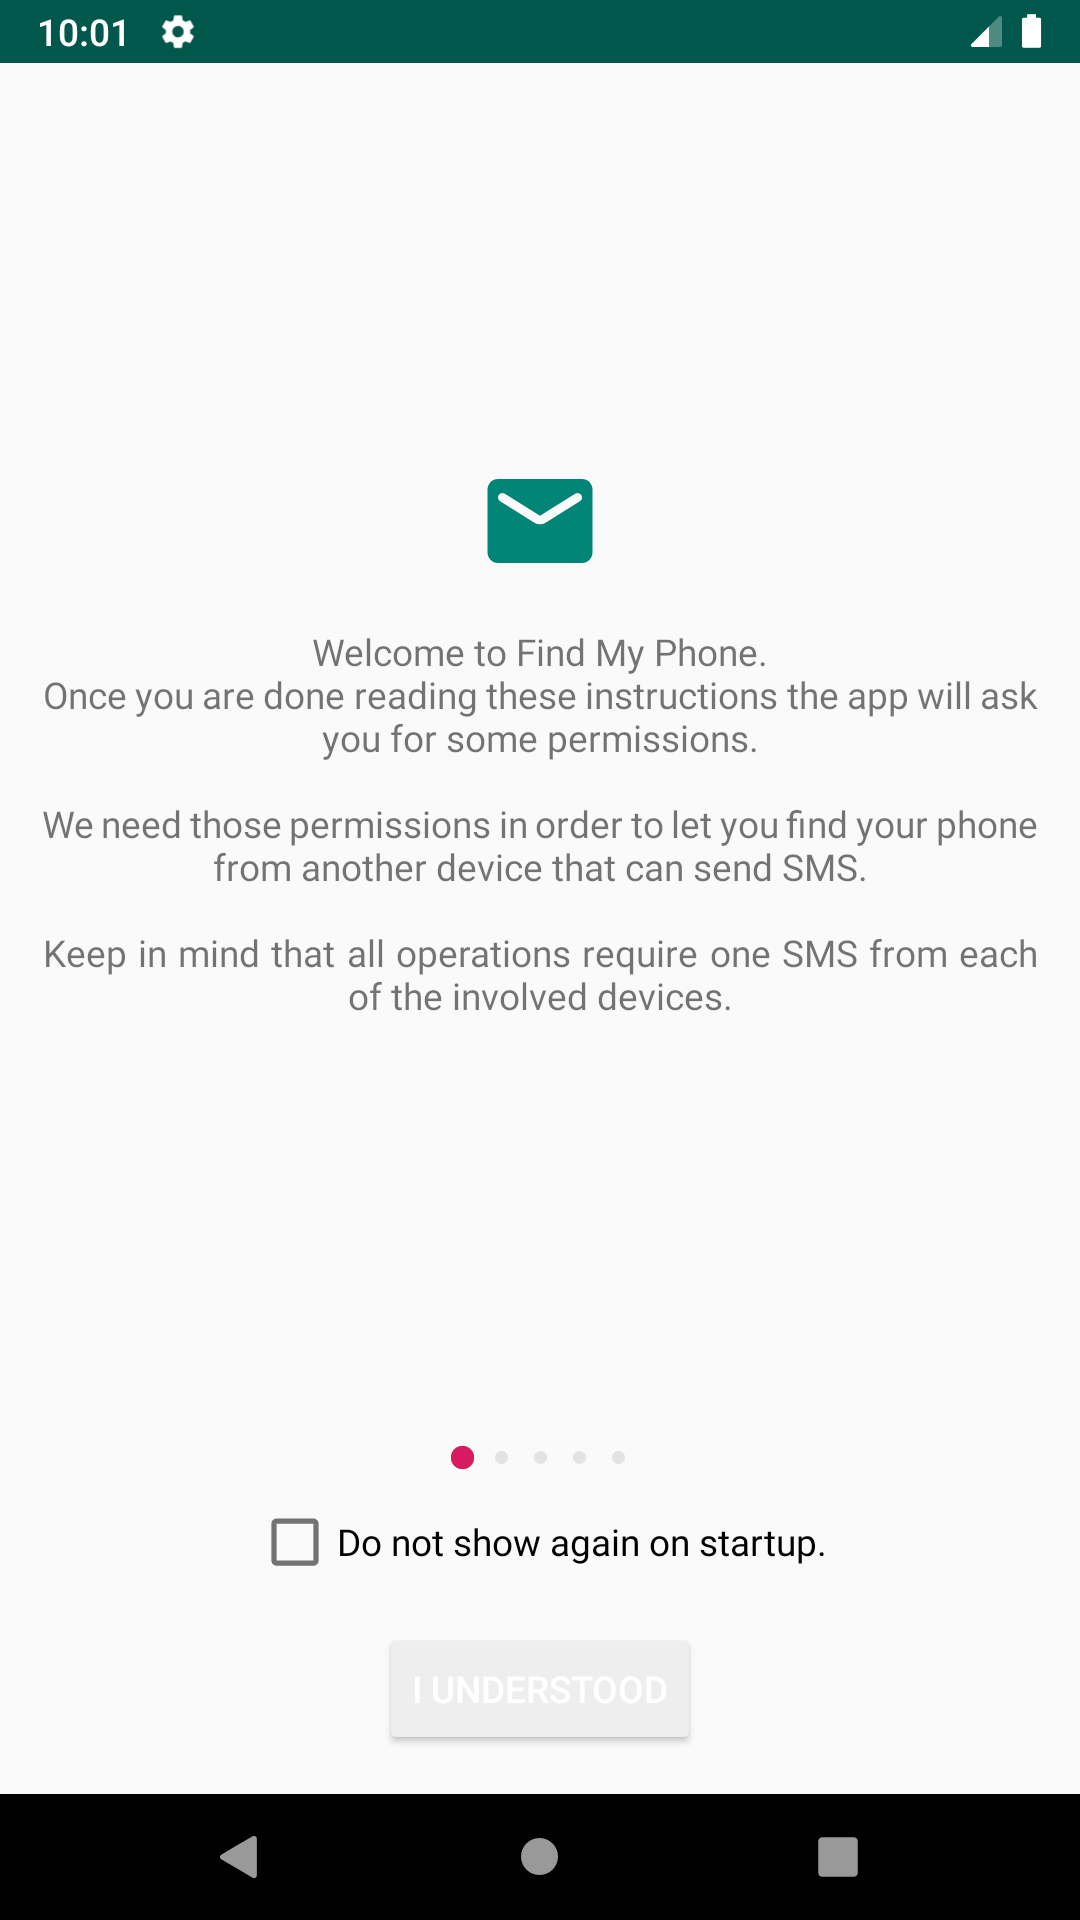 10:01
Welcome to Find My Phone.
Once you are done reading these instructions the app will ask
you for some permissions.
We need those permissions in order to let you find your phone
from another device that can send SMS.
Keep in mind that all operations require one SMS from each
of the involved devices.
Do not show again on startup.
I UNDERSTOOD